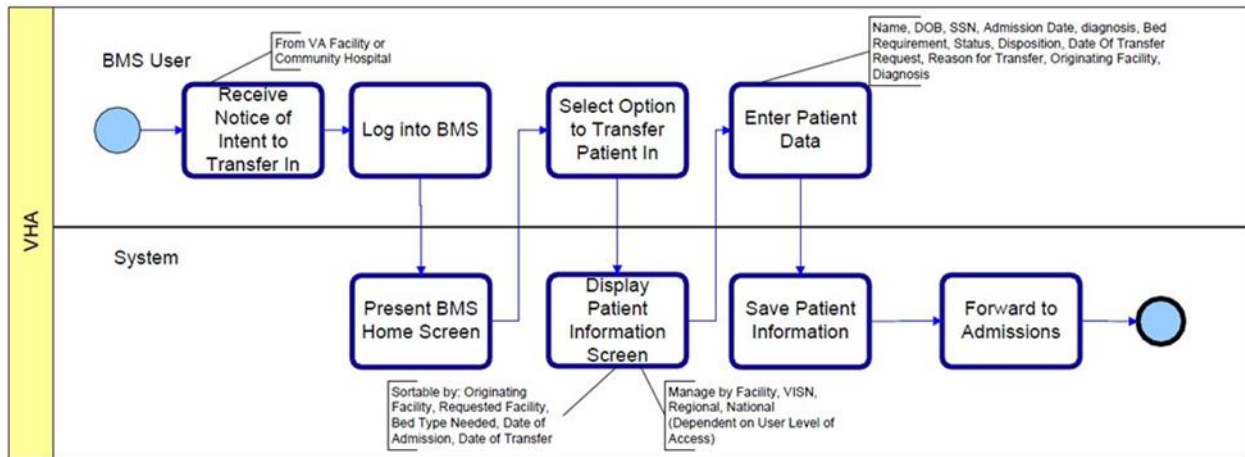 VHA
BMS User
From VA Facility or
Community Hospital
Name, DOB, SSN, Admission Date, diagnosis, Bed
Requirement, Status, Disposition, Date Of Transfer
Request, Reason for Transfer, Originating Facility,
Diagnosis
Receive
Notice of
Intent to
Transfer In
Log into BMS
Select Option
to Transfer
Patient In
Enter Patient
Data
System
Present BMS
Home Screen
Display
Patient
Information
Screen
Save Patient
Information
Forward to
Admissions
Sortable by: Originating
Facility, Requested Facility,
Bed Type Needed, Date of
Admission, Date of Transfer
Manage by Facility, VISN,
Regional, National
(Dependent on User Level of
Access)